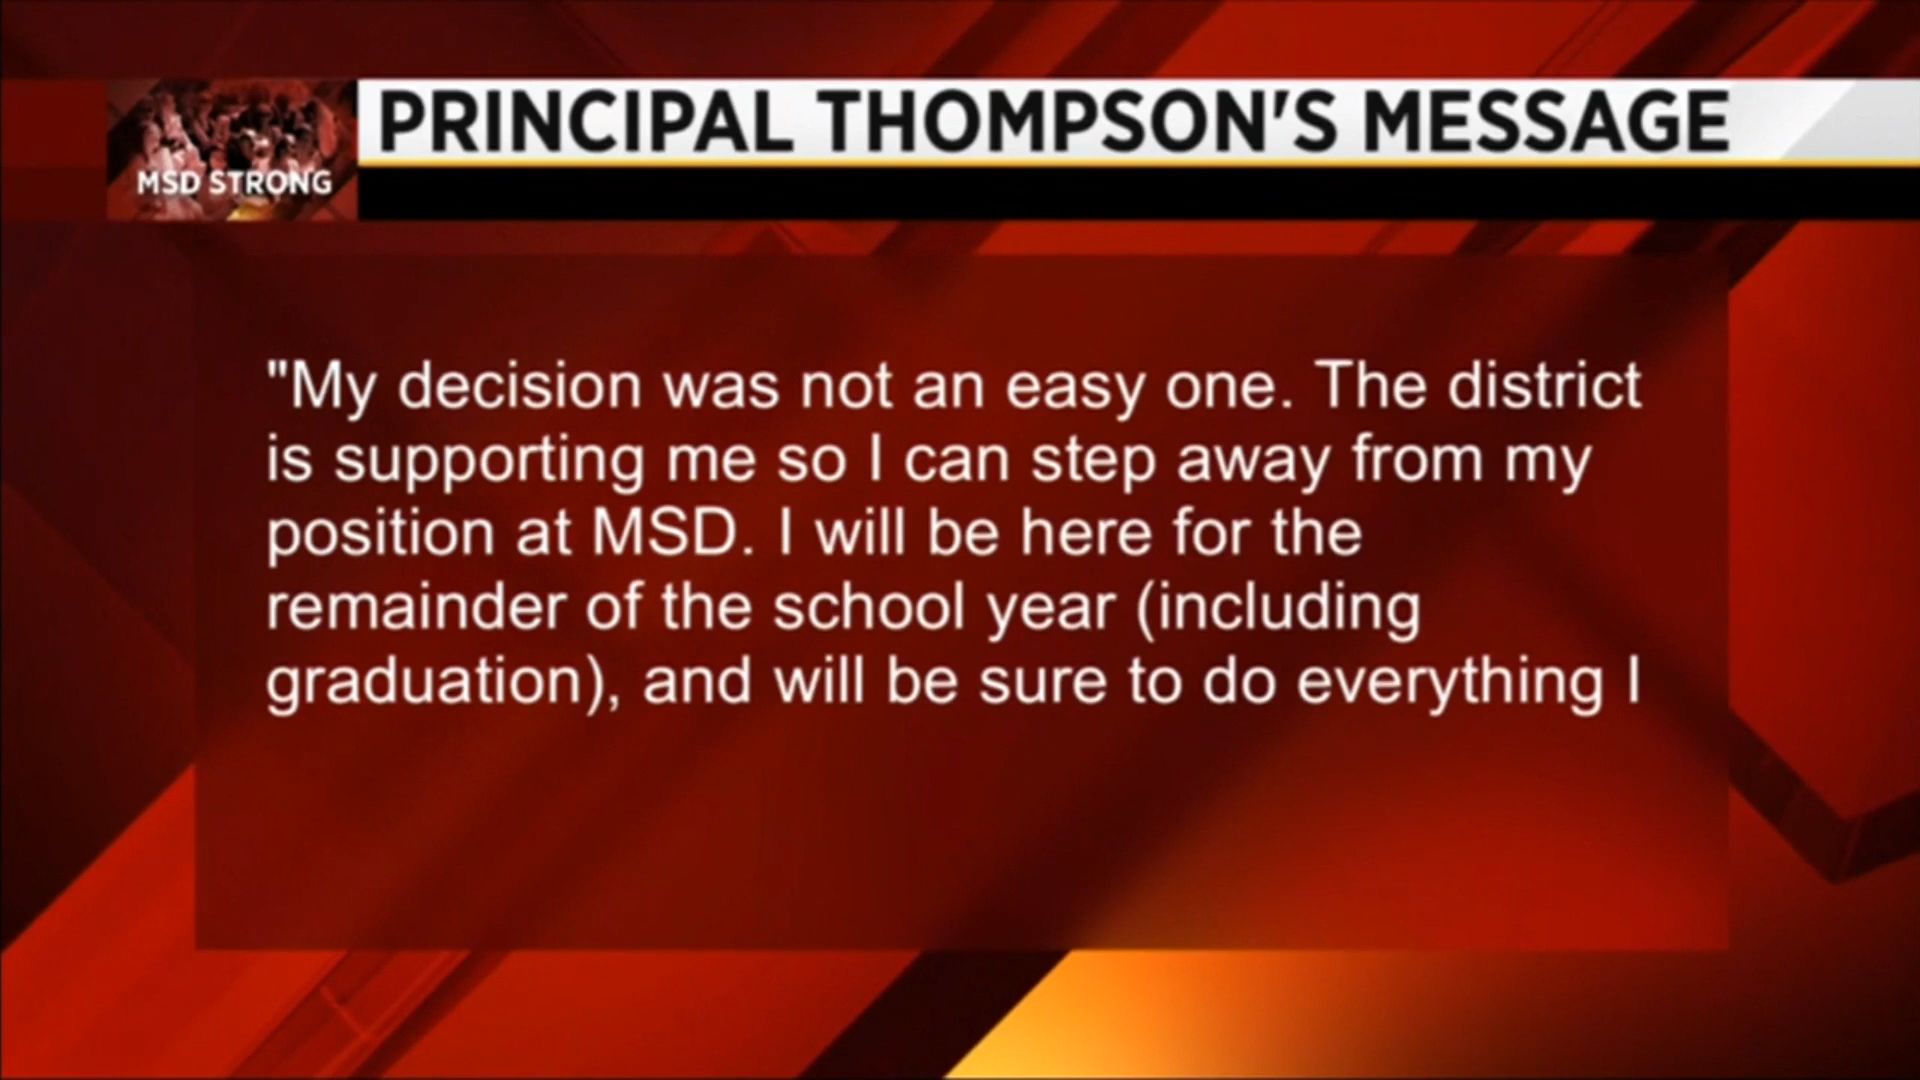 PRINCIPAL THOMPSON'S MESSAGE
MSD STRONG
"My decision was not an easy one. The district
is supporting me so I can step away from my
position at MSD. I will be here for the
remainder of the school year (including
graduation), and will be sure to do everything I